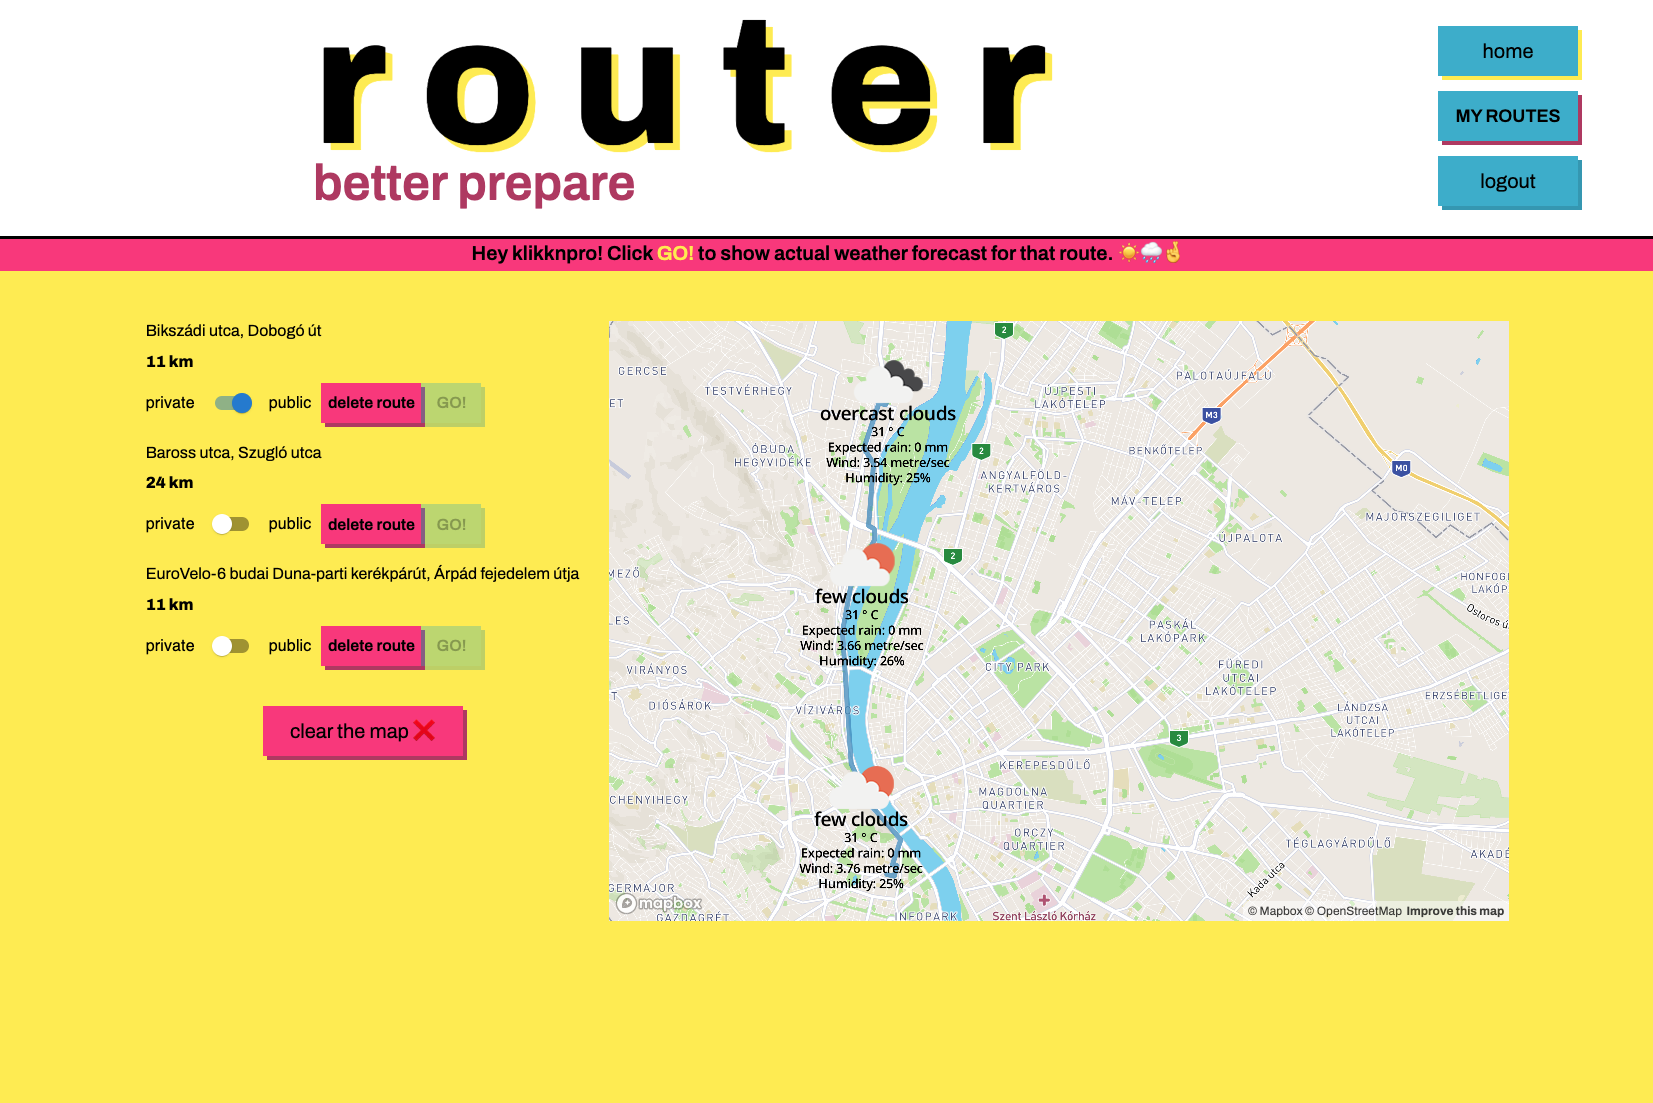 router
better prepare
home
MY ROUTES
logout
Hey klikknpro! Click GO! to show actual weather forecast for that route. ☀️🌧️🤞
Bikszádi utca, Dobogó út
11 km
private public delete route GO!
Baross utca, Szugló utca
24 km
private public delete route GO!
EuroVelo-6 budai Duna-parti kerékpárút, Árpád fejedelem útja
11 km
private public delete route GO!
clear the map ❌
2
GERCSE
TESTVÉRHEGY
ÚJPESTI
LAKÓTELEP
PALOTAÚJFALU
M3
ET
overcast clouds
31 ° C
Expected rain: 0 mm
Wind: 3.54 metre/sec
Humidity: 25%
ÓBUDA
HEGYVIDÉKE
2
BENKŐTELEP
M0
ANGYALFÖLD-
KERTVÁROS
MÁV-TELEP
MAJORSZEGILIGET
ÚJPALOTA
2
MEZŐ
few clouds
31 ° C
Expected rain: 0 mm
Wind: 3.66 metre/sec
Humidity: 26%
HONFOG
LAKÓP
Ostoros ú
LES
PASKÁL
LAKÓPARK
VIRÁNYOS
CITY PARK
FÜREDI
UTCAI
LAKÓTELEP
T
DIÓSÁROK
VÍZIVÁROS
ERZSÉBETLIGE
LÁNDZSA
UTCAI
LAKÓTELEP
3
KEREPESDŰLŐ
CHENYIHEGY
MAGDOLNA
QUARTIER
few clouds
31 ° C
Expected rain: 0 mm
Wind: 3.76 metre/sec
Humidity: 25%
ORCZY
QUARTIER
TÉGLAGYÁRDŰLŐ
AKADÉ
Kada utca
GERMAJOR
mapbox
GAZDAGRÉT
INFOPARK
Szent László Kórház
© Mapbox © OpenStreetMap Improve this map